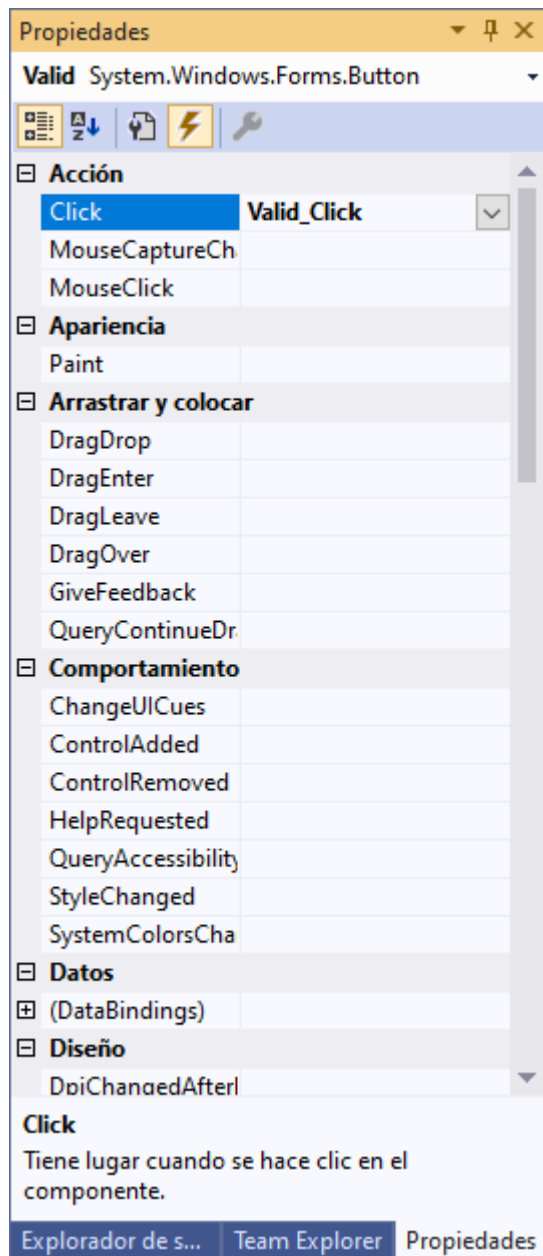 Propiedades
Valid System.Windows.Forms.Button
Acción
Click Valid_Click
MouseCaptureCh
MouseClick
Apariencia
Paint
Arrastrar y colocar
DragDrop
DragEnter
DragLeave
DragOver
GiveFeedback
QueryContinueDr
Comportamiento
ChangeUICues
ControlAdded
ControlRemoved
HelpRequested
QueryAccessibility
StyleChanged
SystemColorsCha
Datos
(DataBindings)
Diseño
DpiChangedAfterl
Click
Tiene lugar cuando se hace clic en el
componente.
Explorador de s... Team Explorer Propiedades